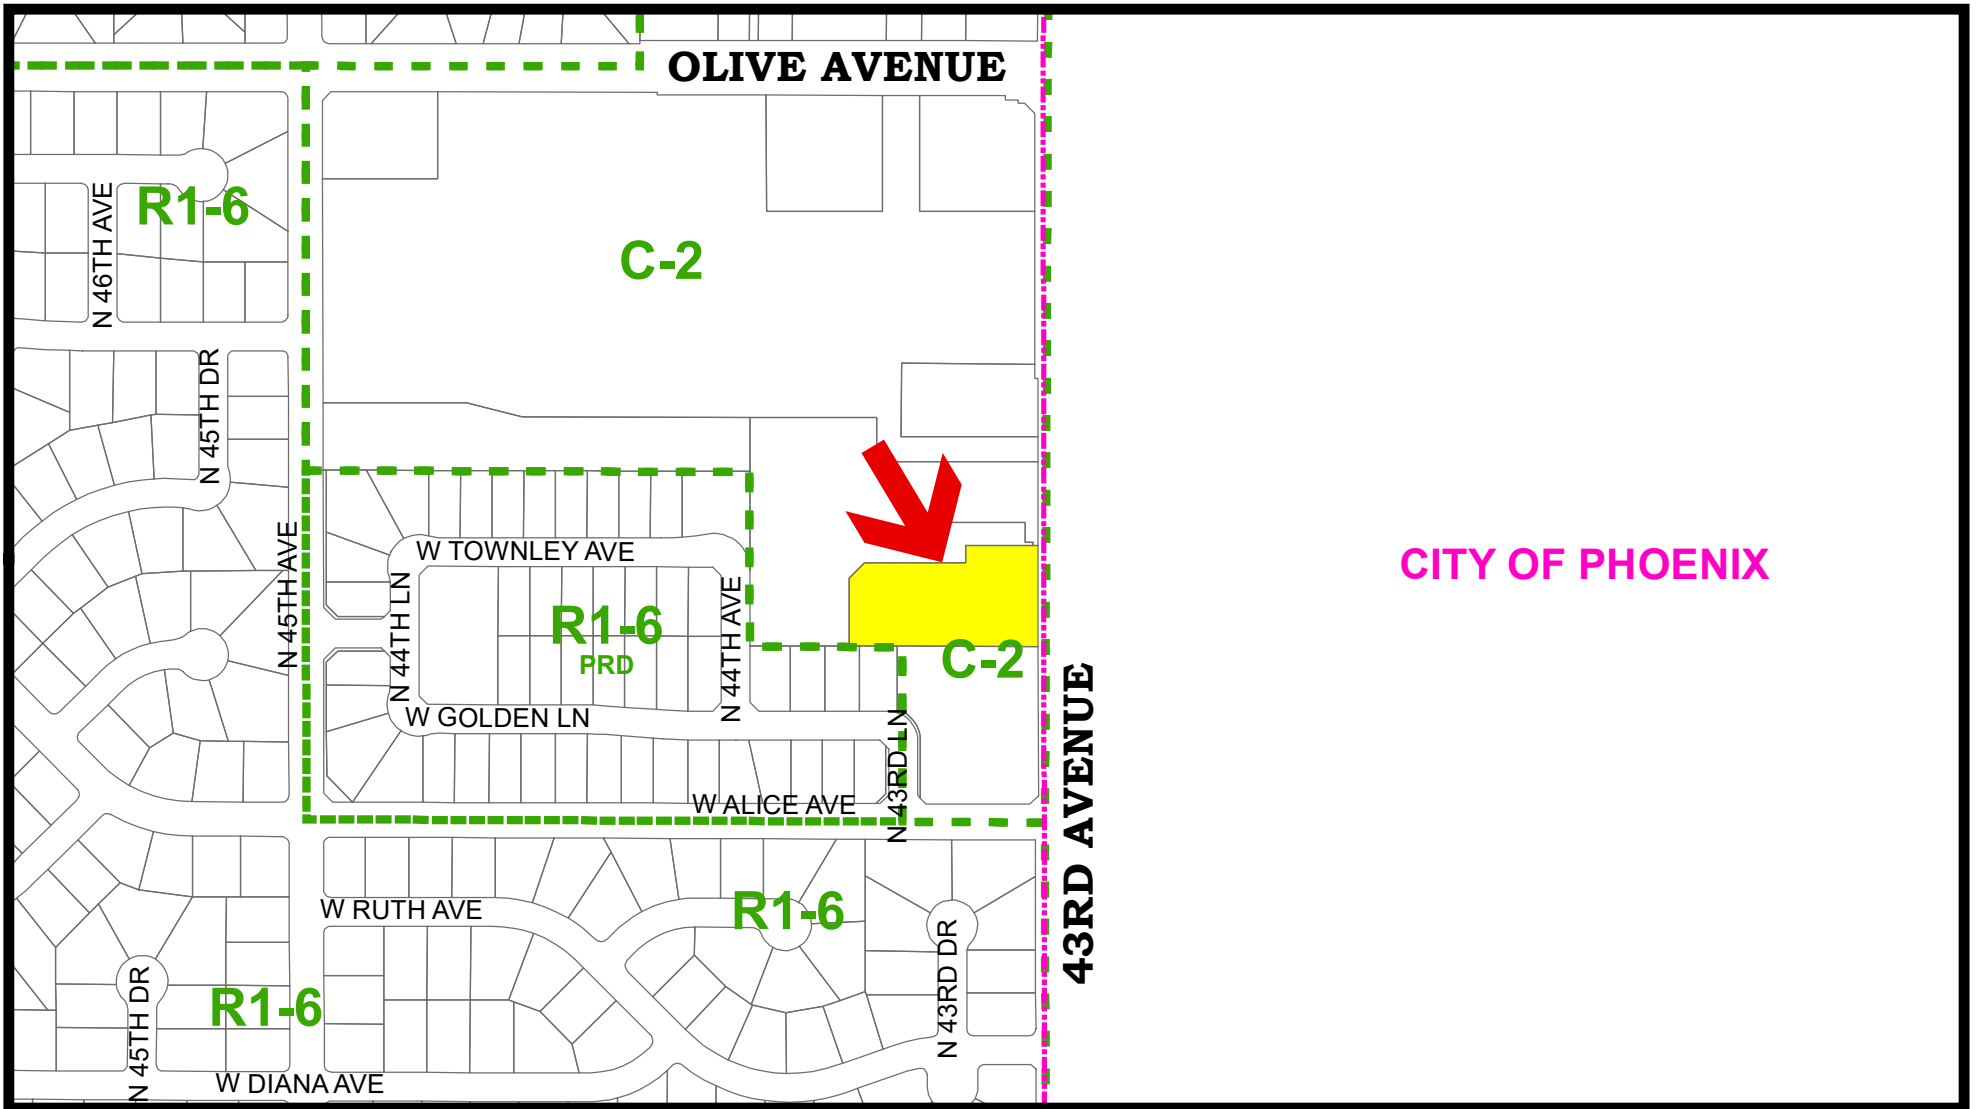 OLIVE AVENUE
R1-6
N 46TH AVE
C-2
N 45TH DR
W TOWNLEY AVE
N 45TH AVE
N 44TH LN
R1-6
PRD
N 44TH AVE
CITY OF PHOENIX
C-2
W GOLDEN LN
N 43RD LN
43RD AVENUE
W ALICE AVE
W RUTH AVE
R1-6
N 43RD DR
R1-6
N 45TH DR
W DIANA AVE